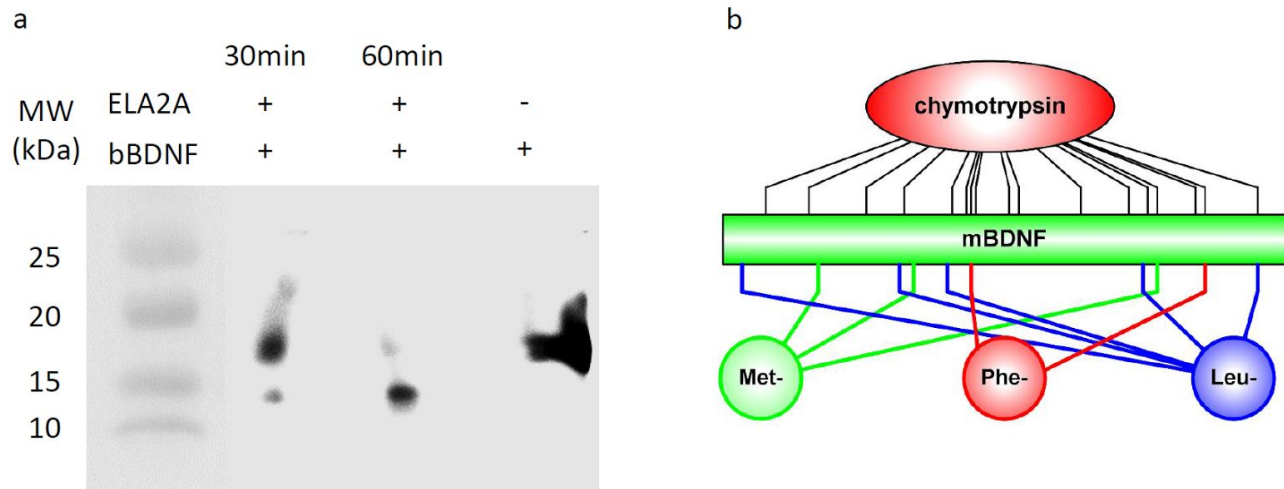 a
30min 60min
MW (kDa)
ELA2A + + -
bBDNF + + +
25
20
15
10
b
chymotrypsin
mBDNF
Met- Phe- Leu-